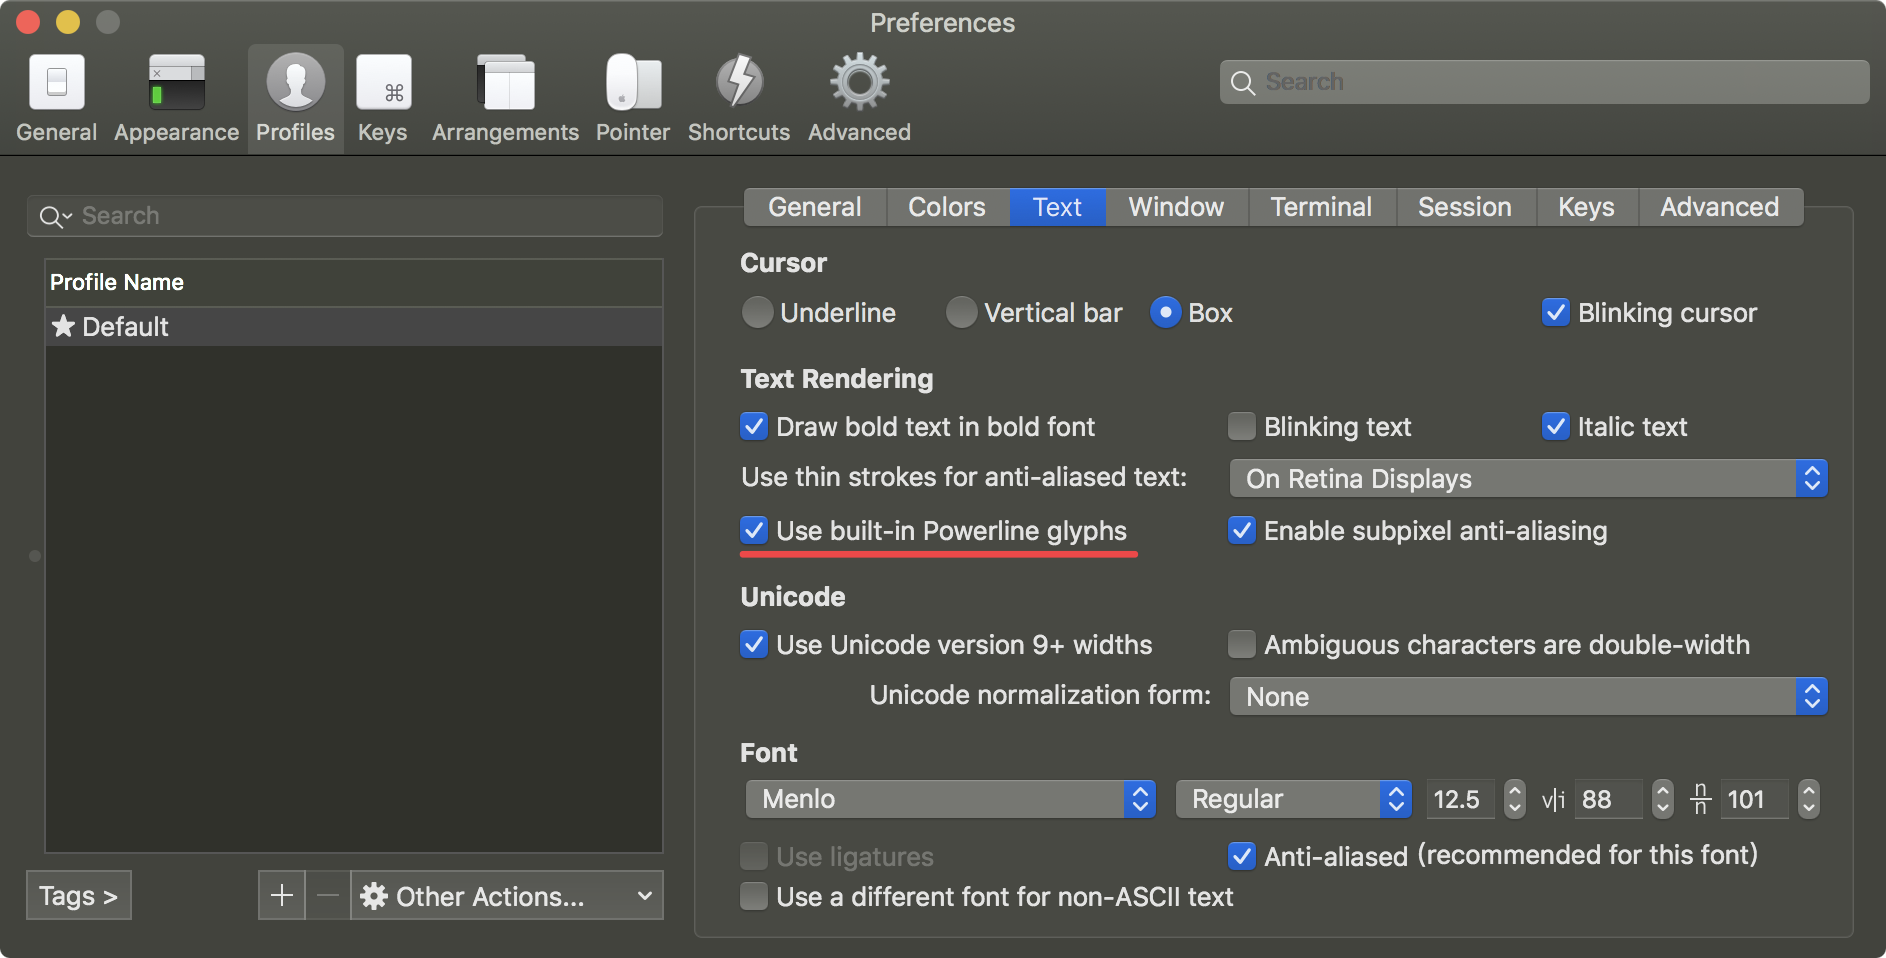 Preferences
General Appearance Profiles Keys Arrangements Pointer Shortcuts Advanced
Search
Search
Profile Name
Default
Tags >
Other Actions...
General Colors Text Window Terminal Session Keys Advanced
Cursor
Underline Vertical bar Box Blinking cursor
Text Rendering
Draw bold text in bold font Blinking text Italic text
Use thin strokes for anti-aliased text: On Retina Displays
Use built-in Powerline glyphs Enable subpixel anti-aliasing
Unicode
Use Unicode version 9+ widths Ambiguous characters are double-width
Unicode normalization form: None
Font
Menlo Regular 12.5 v|i 88 n/n 101
Use ligatures Anti-aliased (recommended for this font)
Use a different font for non-ASCII text